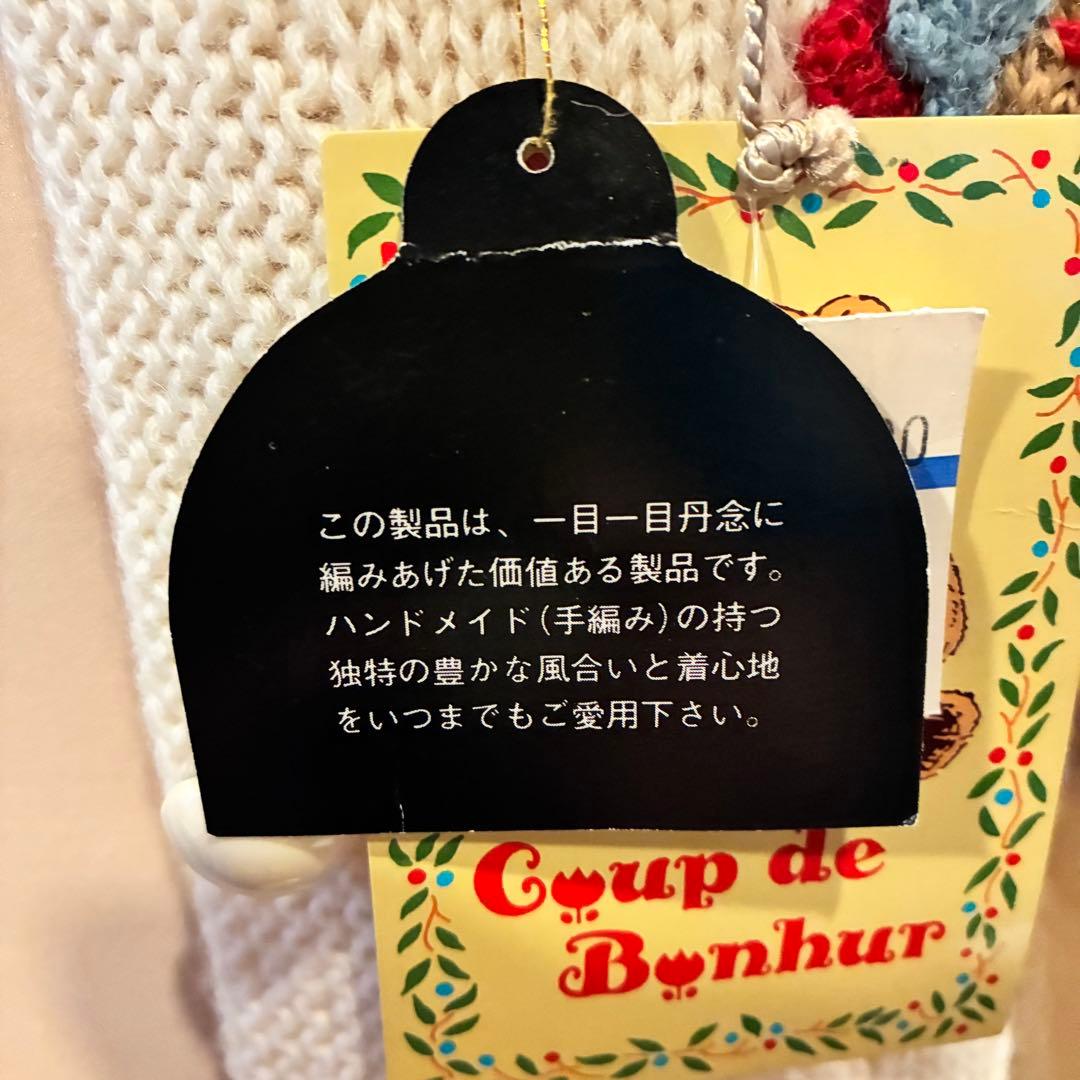 この製品は、一目一目丹念に
編みあげた価値ある製品です。
ハンドメイド(手編み)の持つ
独特の豊かな風合いと着心地
をいつまでもご愛用下さい。
Coup de
Bonhur